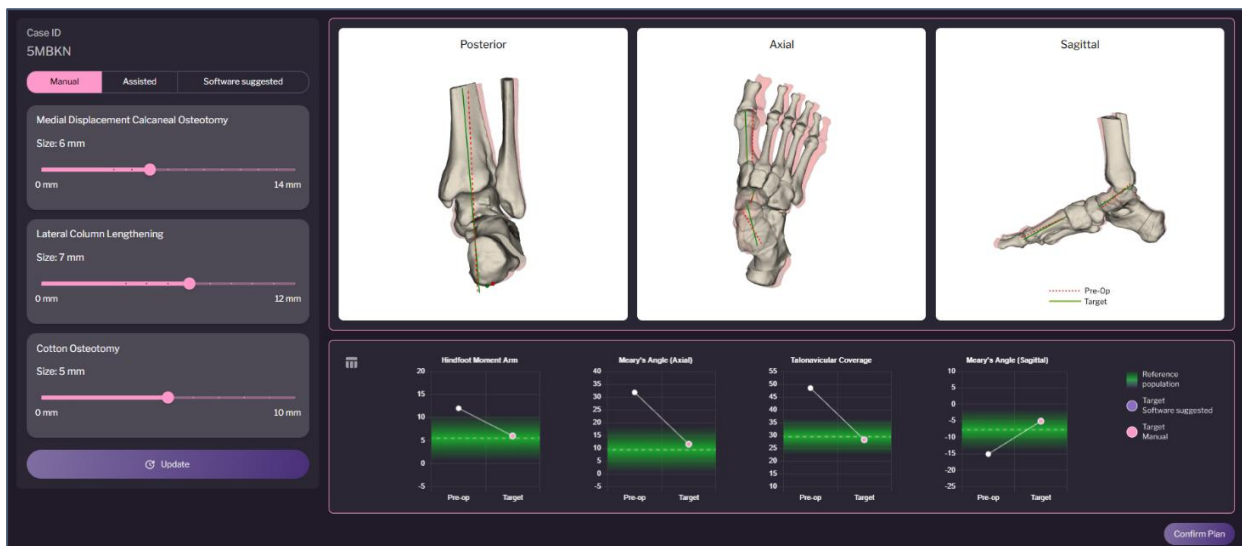 Case ID
5MBKN
Manual Assisted Software suggested
Medial Displacement Calcaneal Osteotomy
Size: 6 mm
0 mm 14 mm
Lateral Column Lengthening
Size: 7 mm
0 mm 12 mm
Cotton Osteotomy
Size: 5 mm
0 mm 10 mm
Update
Posterior
Axial
Sagittal
Pre-Op
Target
Hindfoot Moment Arm
20
15
10
5
0
-5
Pre-op Target
Meary's Angle (Axial)
40
35
30
25
20
15
10
5
0
-5
Pre-op Target
Talonavicular Coverage
55
50
45
40
35
30
25
20
15
10
Pre-op Target
Meary's Angle (Sagittal)
10
5
0
-5
-10
-15
-20
-25
Pre-op Target
Reference
population
Target
Software suggested
Target
Manual
Confirm Plan